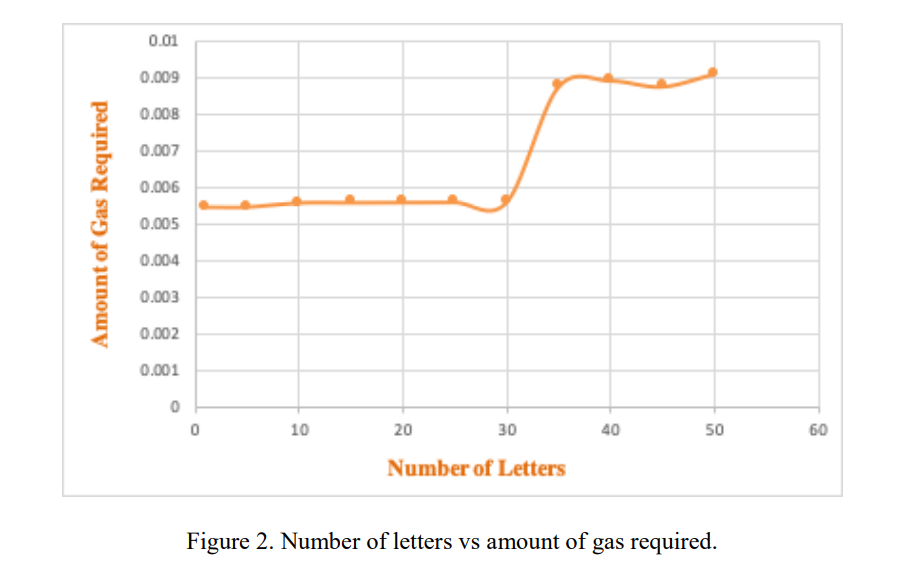 0.01
0.009
0.008
0.007
0.006
0.005
0.004
0.003
0.002
0.001
0
Amount of Gas Required
0 10 20 30 40 50 60
Number of Letters
Figure 2. Number of letters vs amount of gas required.